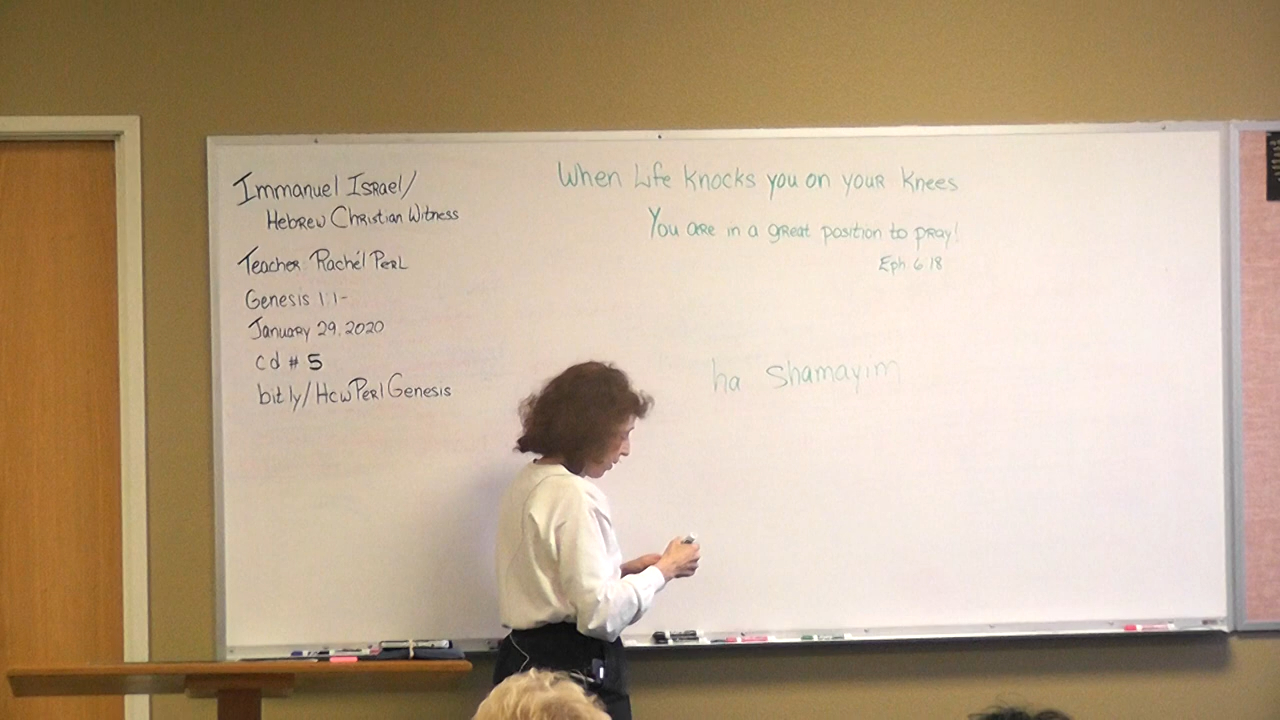 Immanuel Israel/
Hebrew Christian Witness
Teacher Rachél Perl
Genesis 1 1-
January 29, 2020
cd # 5
bit ly/HcwPerlGenesis
When Life Knocks you on your Knees
You are in a great position to pray!
Eph 6 18
ha Shamayim